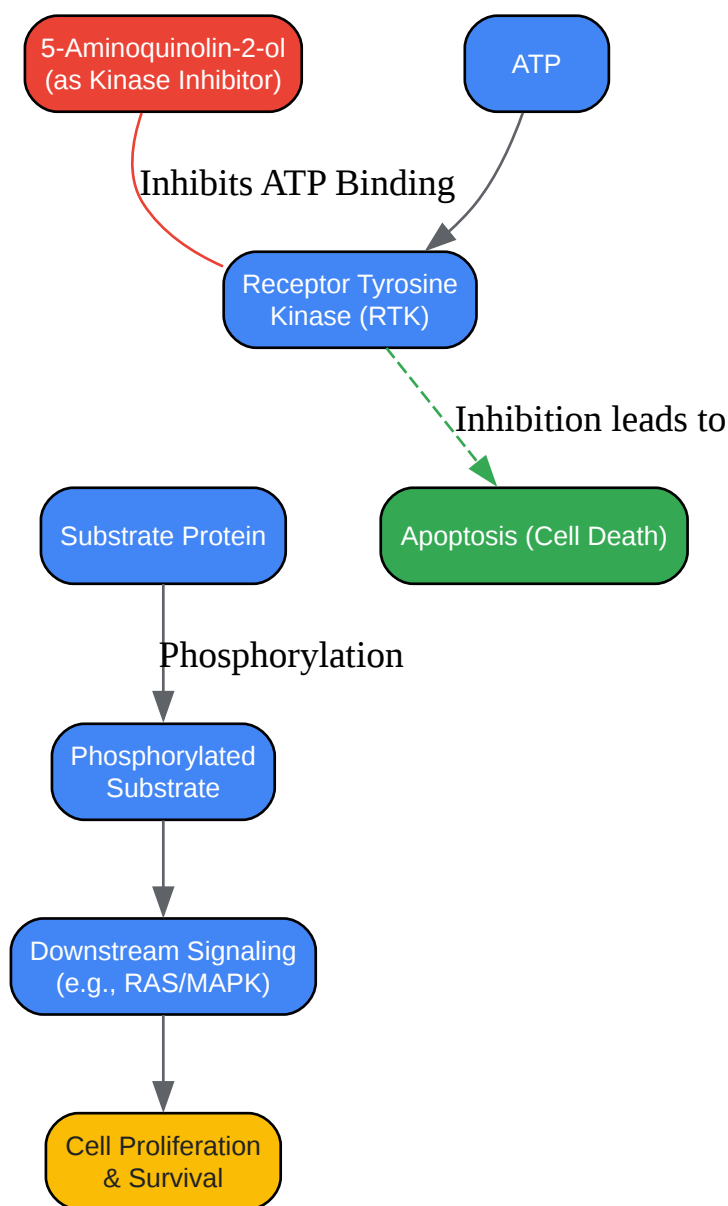 5-Aminoquinolin-2-ol
(as Kinase Inhibitor)
ATP
Inhibits ATP Binding
Receptor Tyrosine
Kinase (RTK)
Inhibition leads to
Substrate Protein
Apoptosis (Cell Death)
Phosphorylation
Phosphorylated
Substrate
Downstream Signaling
(e.g., RAS/MAPK)
Cell Proliferation
& Survival